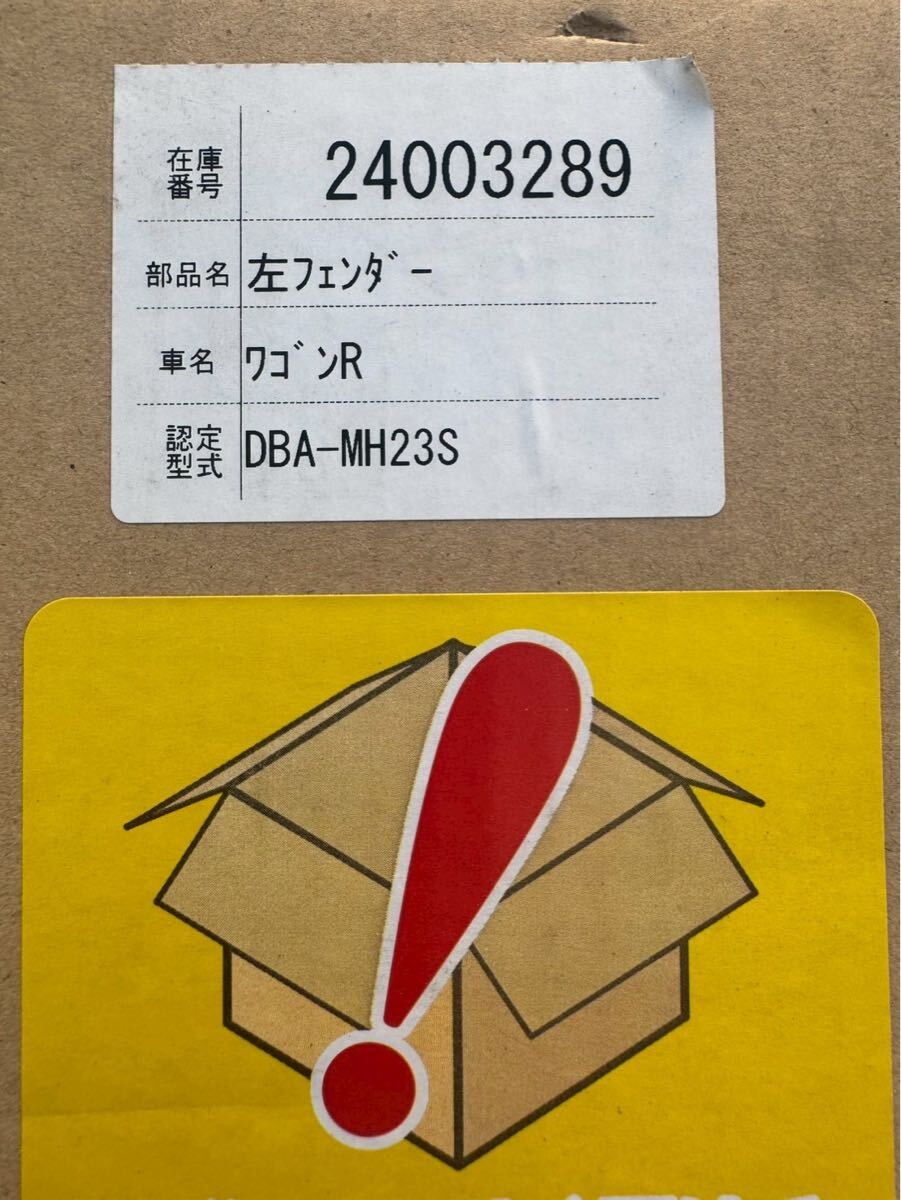 在庫番号 24003289
部品名 左フェンダー
車名 ワゴンR
認定型式 DBA-MH23S